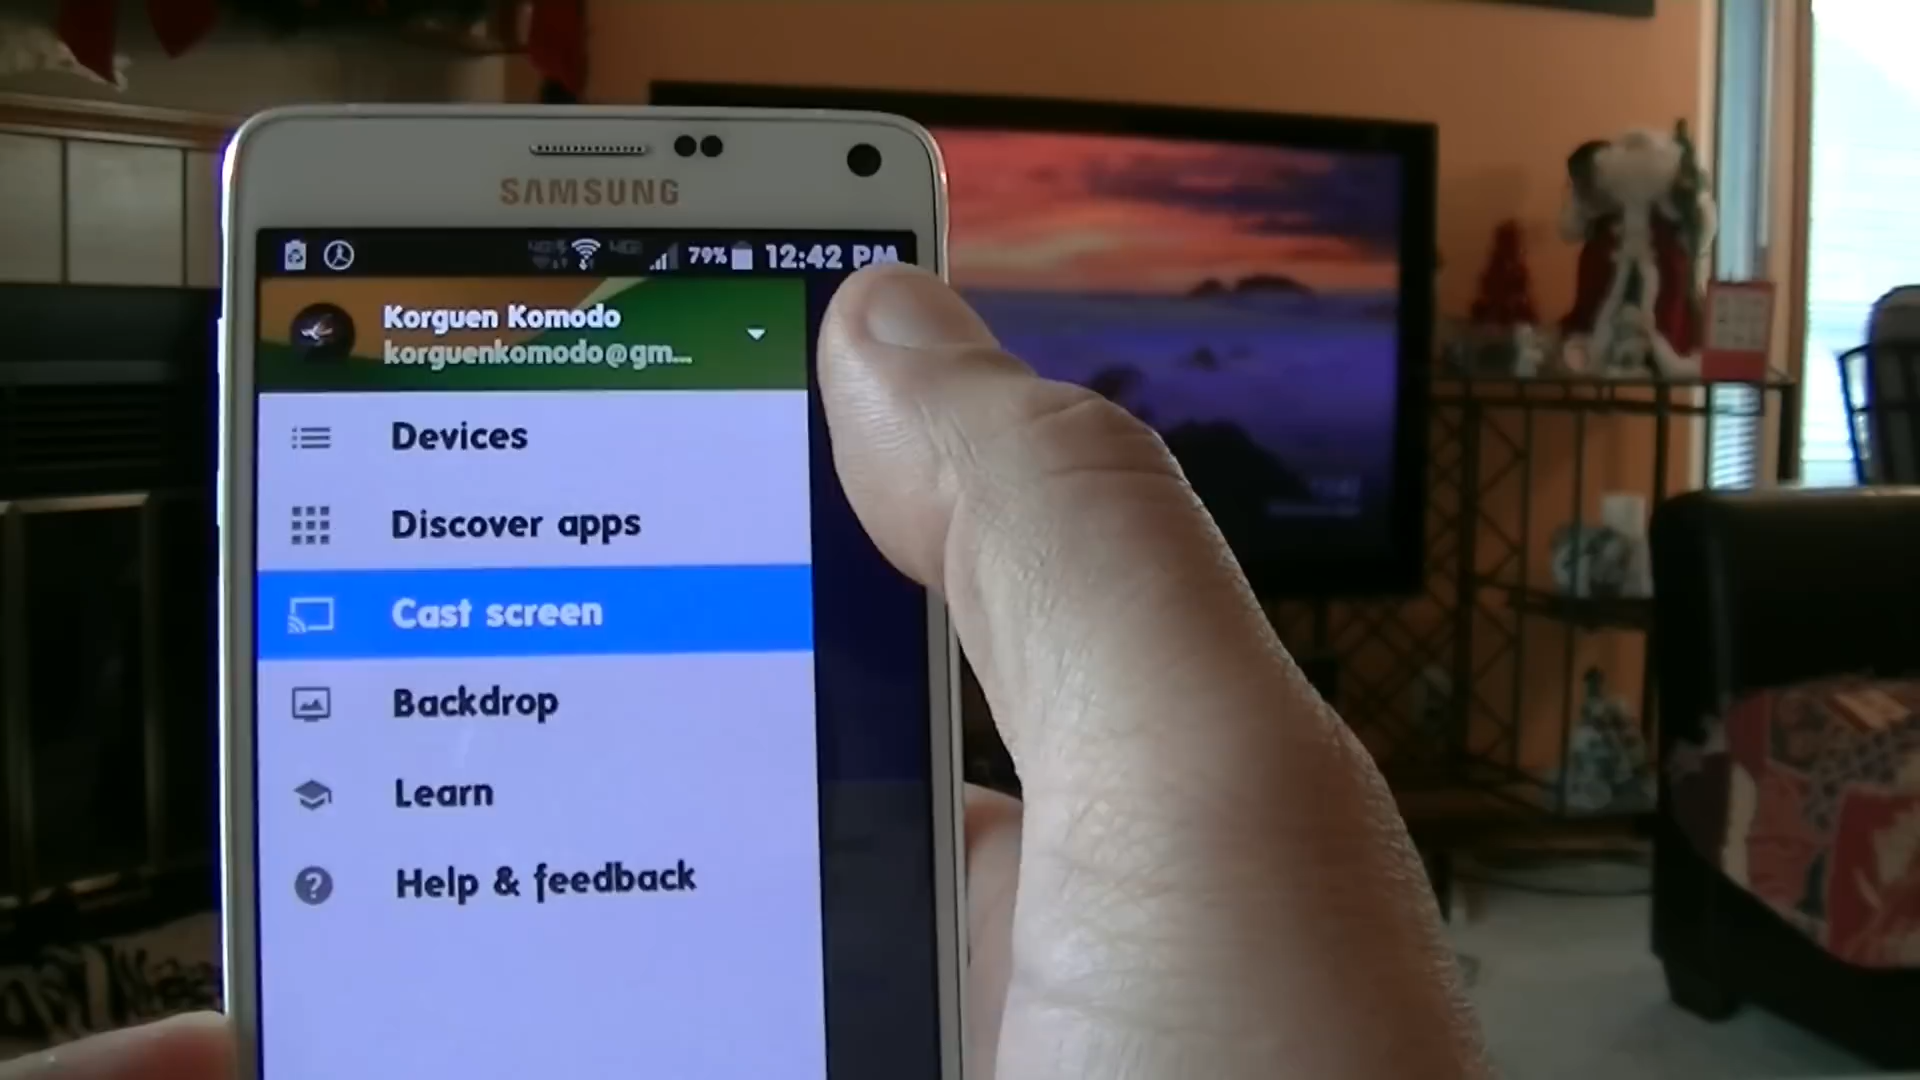 SAMSUNG
79% 12:42 PM
Korguen Komodo
korguenkomodo@gm...
Devices
Discover apps
Cast screen
Backdrop
Learn
Help & feedback